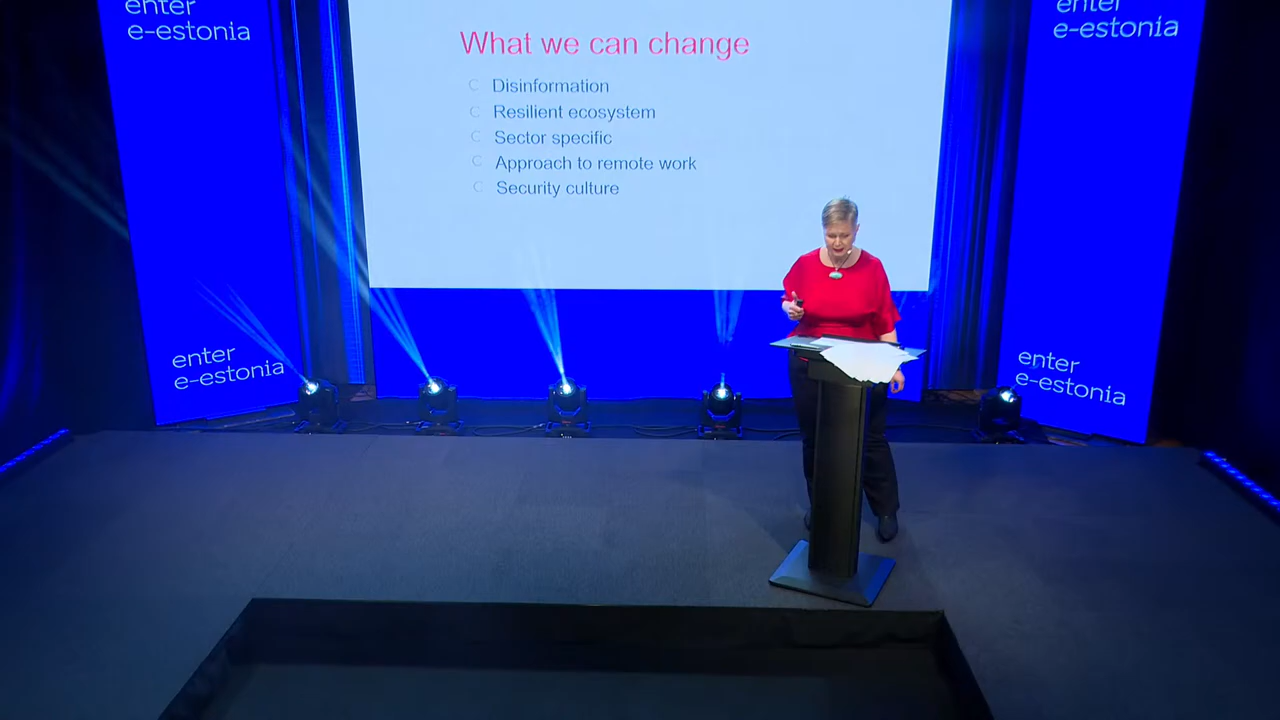 enter
e-estonia
enter
e-estonia
What we can change
Disinformation
Resilient ecosystem
Sector specific
Approach to remote work
Security culture
enter
e-estonia
enter
e-estonia